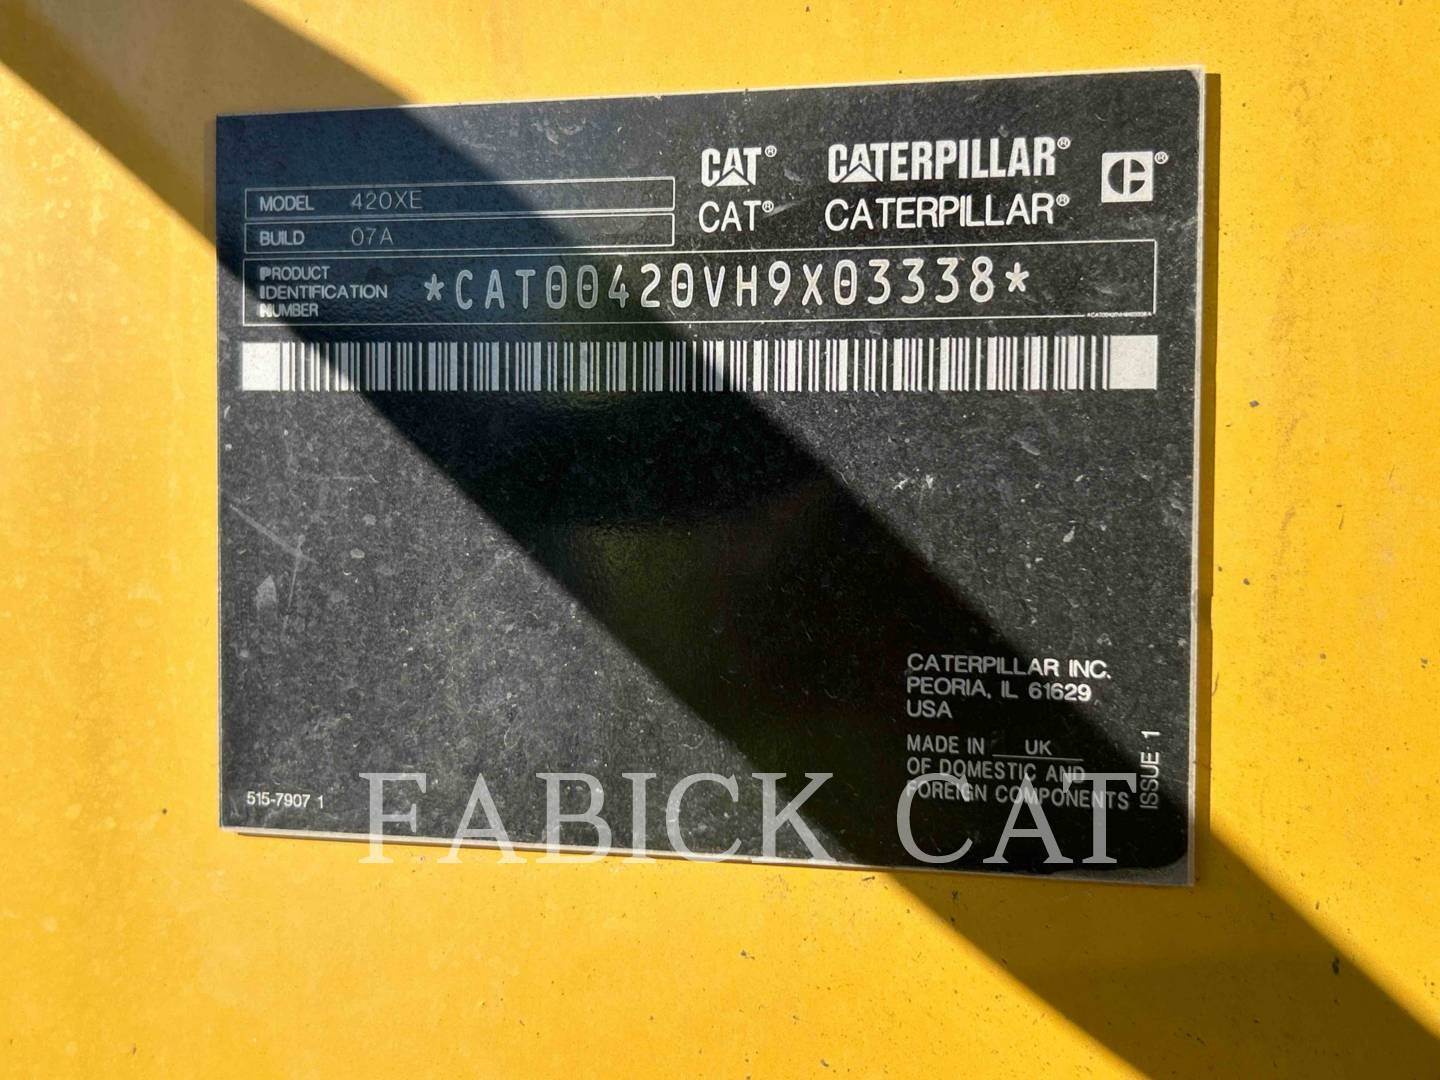 CAT® CATERPILLAR® C®
CAT® CATERPILLAR®
MODEL 420XE
BUILD 07A
PRODUCT
IDENTIFICATION
NUMBER
*CAT00420VH9X03338*
CATERPILLAR INC.
PEORIA, IL 61629
USA
MADE IN UK
OF DOMESTIC AND
FOREIGN COMPONENTS
ISSUE 1
515-7907 1
FABICK CAT